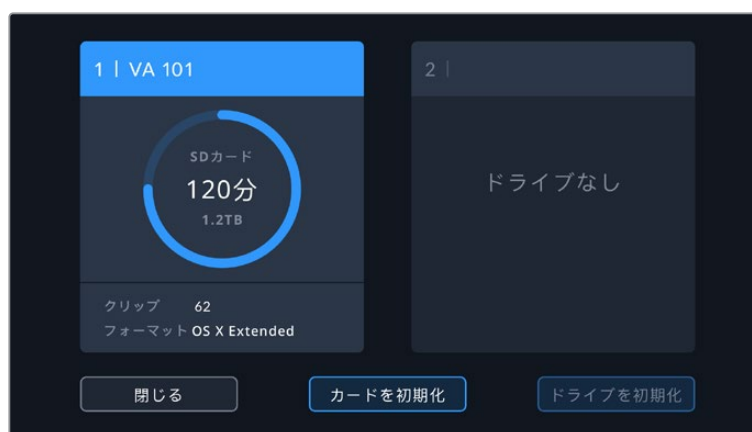 1 | VA 101
SDカード
120分
1.2TB
クリップ 62
フォーマット OS X Extended
2 |
ドライブなし
閉じる
カードを初期化
ドライブを初期化